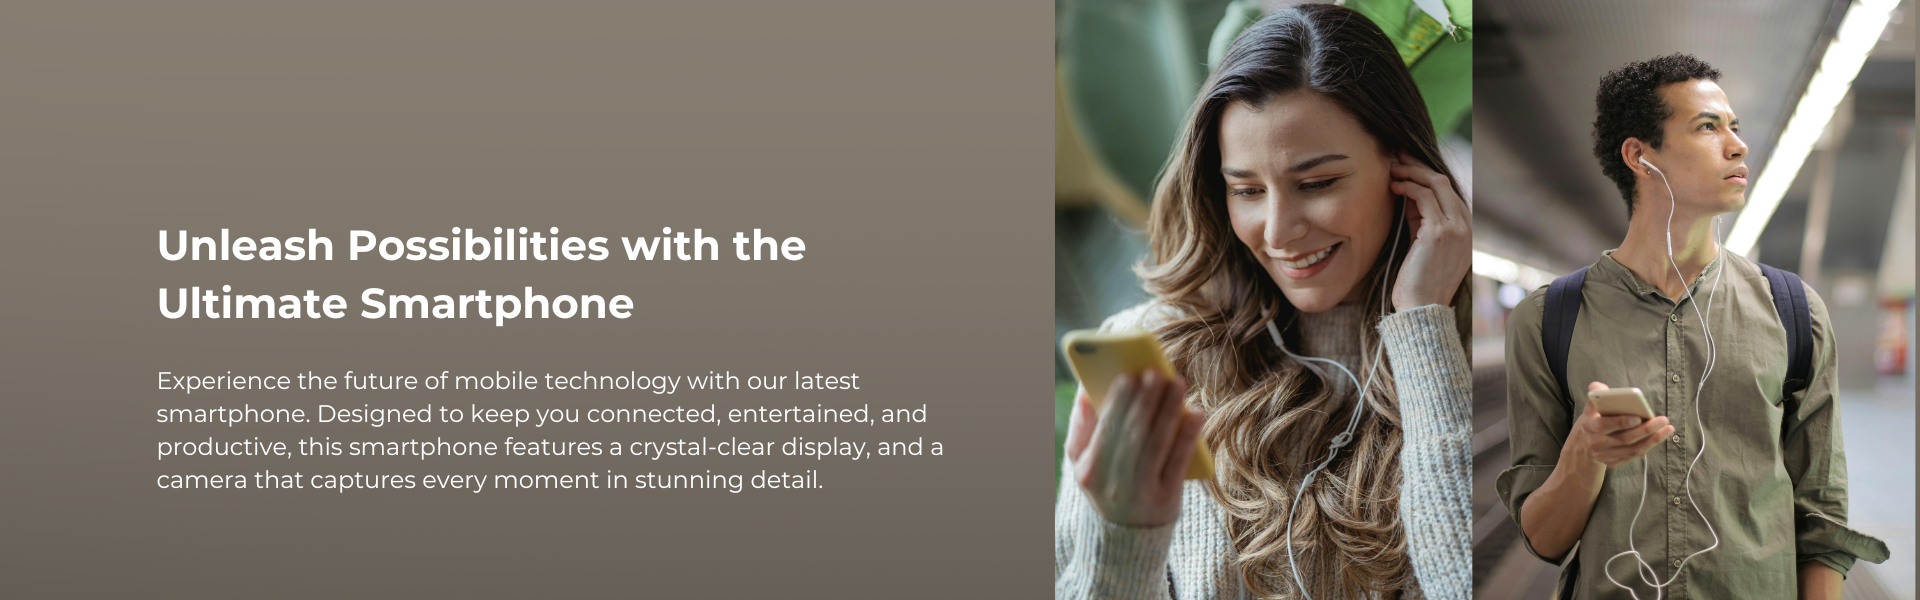 Unleash Possibilities with the
Ultimate Smartphone
Experience the future of mobile technology with our latest
smartphone. Designed to keep you connected, entertained, and
productive, this smartphone features a crystal-clear display, and a
camera that captures every moment in stunning detail.